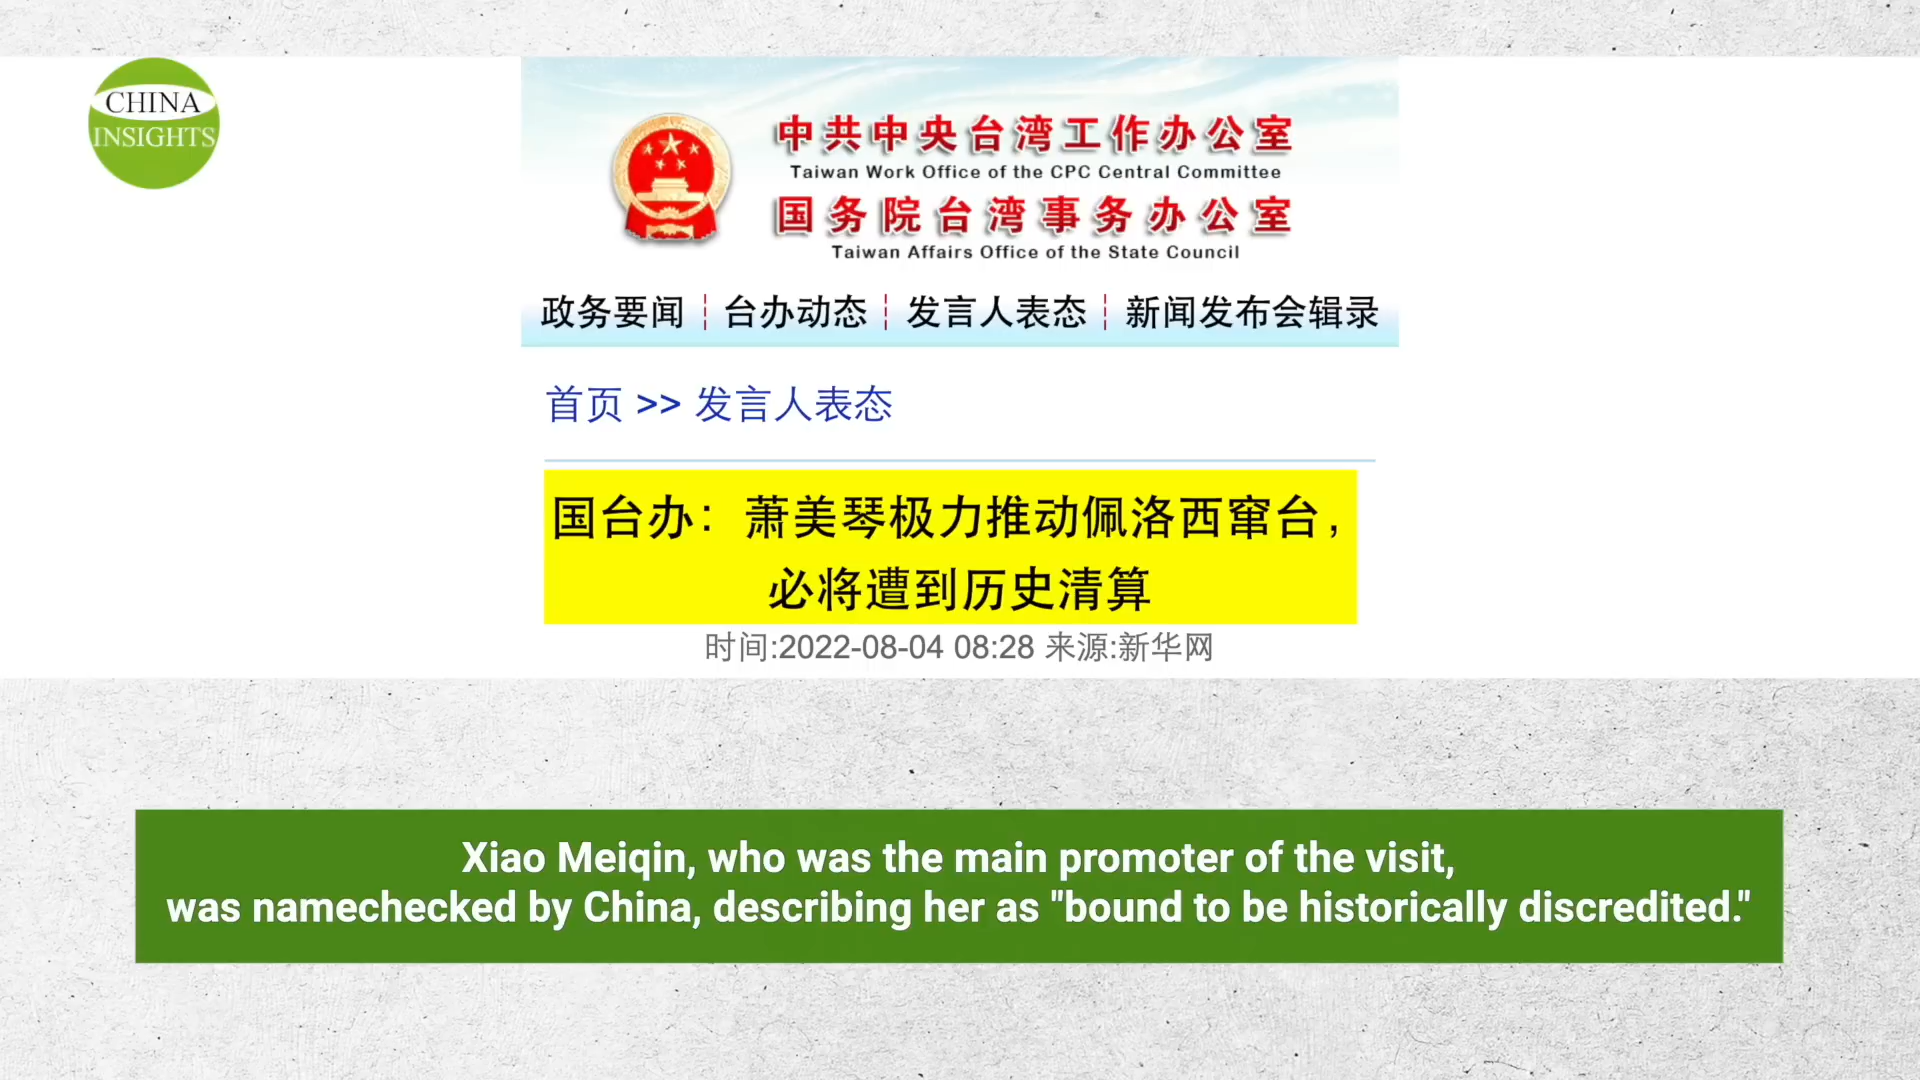 CHINA
INSIGHTS
中共中央台湾工作办公室
Taiwan Work Office of the CPC Central Committee
国务院台湾事务办公室
Taiwan Affairs Office of the State Council
政务要闻 台办动态 发言人表态 新闻发布会辑录
首页 >> 发言人表态
国台办：萧美琴极力推动佩洛西窜台，
必将遭到历史清算
时间:2022-08-04 08:28 来源:新华网
Xiao Meiqin, who was the main promoter of the visit,
was namechecked by China, describing her as "bound to be historically discredited."